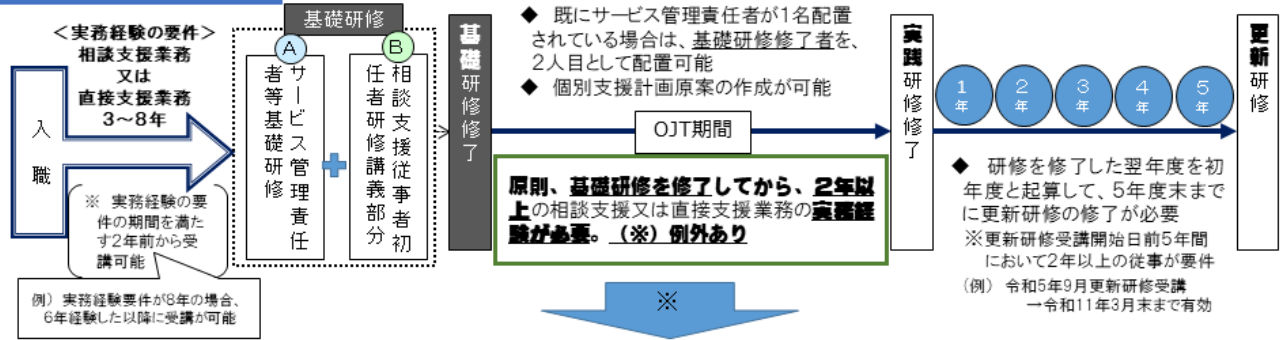 <実務経験の要件>
相談支援業務
又は
直接支援業務
3～8年
入職
※ 実務経験の要
件の期間を満た
す2年前から受
講可能
例）実務経験要件が8年の場合、
6年経験した以降に受講が可能
基礎研修
A
サービス管理責任
者等基礎研修
+
B
相談支援従事者初
任者研修講義部分
基礎研修修了
◆ 既にサービス管理責任者が1名配置
されている場合は、基礎研修修了者を、
2人目として配置可能
◆ 個別支援計画原案の作成が可能
OJT期間
原則、基礎研修を修了してから、2年以
上の相談支援又は直接支援業務の実務経
験が必要。（※）例外あり
※
実践研修修了
1年
2年
3年
4年
5年
◆ 研修を修了した翌年度を初
年度と起算して、5年度末まで
に更新研修の修了が必要
※更新研修受講開始日前5年間
において2年以上の従事が要件
（例） 令和5年9月更新研修受講
→令和11年3月末まで有効
更新研修